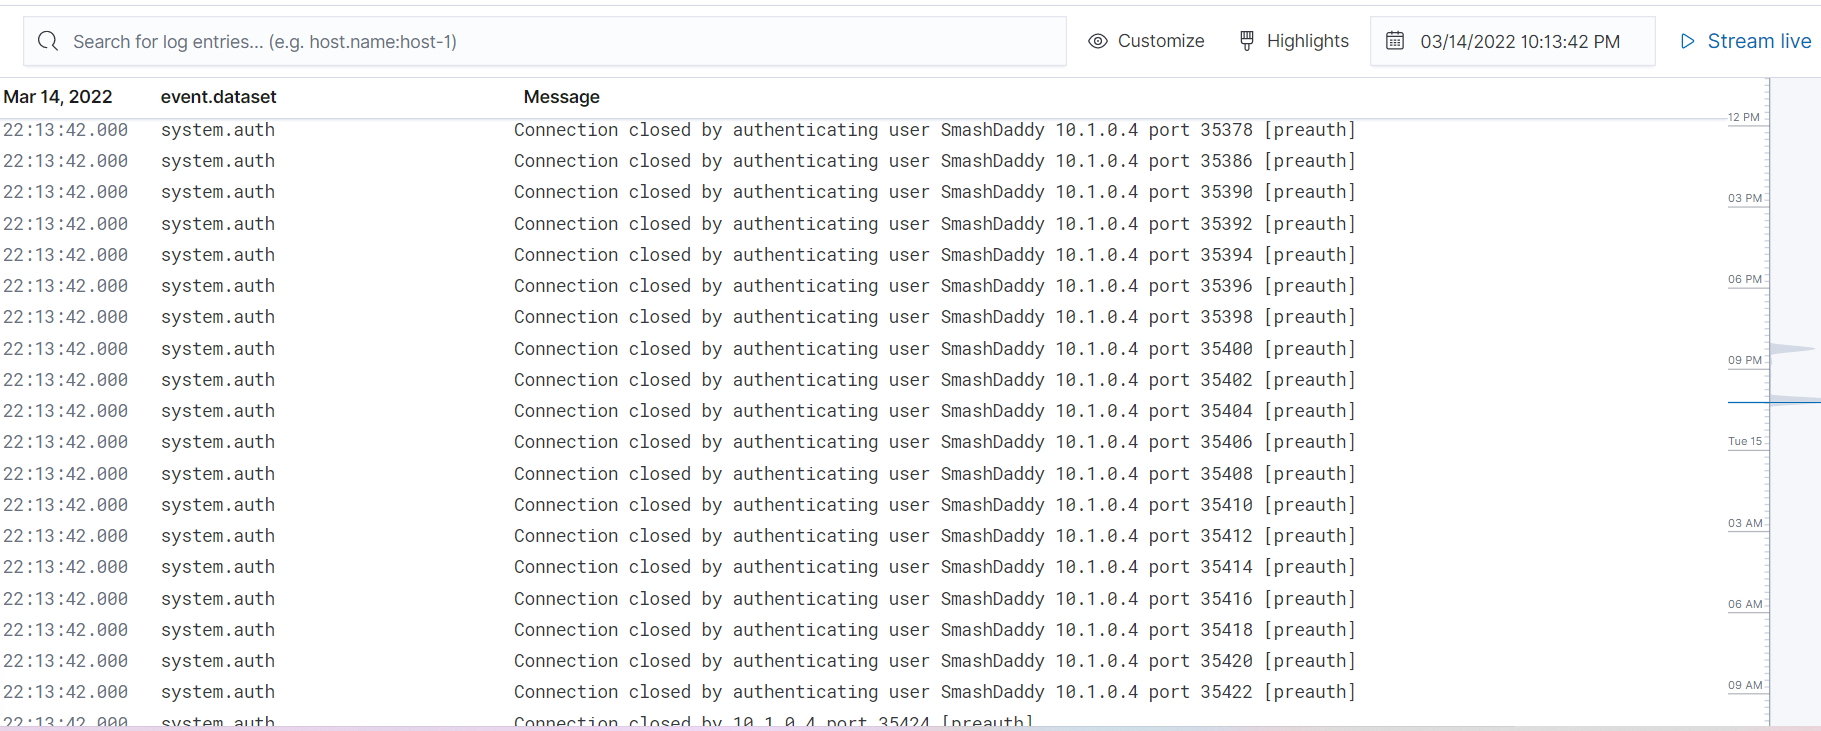 Search for log entries... (e.g. host.name:host-1) Customize Highlights 03/14/2022 10:13:42 PM Stream live
Mar 14, 2022 event.dataset Message
22:13:42.000 system.auth Connection closed by authenticating user SmashDaddy 10.1.0.4 port 35378 [preauth]
22:13:42.000 system.auth Connection closed by authenticating user SmashDaddy 10.1.0.4 port 35386 [preauth]
22:13:42.000 system.auth Connection closed by authenticating user SmashDaddy 10.1.0.4 port 35390 [preauth]
22:13:42.000 system.auth Connection closed by authenticating user SmashDaddy 10.1.0.4 port 35392 [preauth]
22:13:42.000 system.auth Connection closed by authenticating user SmashDaddy 10.1.0.4 port 35394 [preauth]
22:13:42.000 system.auth Connection closed by authenticating user SmashDaddy 10.1.0.4 port 35396 [preauth]
22:13:42.000 system.auth Connection closed by authenticating user SmashDaddy 10.1.0.4 port 35398 [preauth]
22:13:42.000 system.auth Connection closed by authenticating user SmashDaddy 10.1.0.4 port 35400 [preauth]
22:13:42.000 system.auth Connection closed by authenticating user SmashDaddy 10.1.0.4 port 35402 [preauth]
22:13:42.000 system.auth Connection closed by authenticating user SmashDaddy 10.1.0.4 port 35404 [preauth]
22:13:42.000 system.auth Connection closed by authenticating user SmashDaddy 10.1.0.4 port 35406 [preauth]
22:13:42.000 system.auth Connection closed by authenticating user SmashDaddy 10.1.0.4 port 35408 [preauth]
22:13:42.000 system.auth Connection closed by authenticating user SmashDaddy 10.1.0.4 port 35410 [preauth]
22:13:42.000 system.auth Connection closed by authenticating user SmashDaddy 10.1.0.4 port 35412 [preauth]
22:13:42.000 system.auth Connection closed by authenticating user SmashDaddy 10.1.0.4 port 35414 [preauth]
22:13:42.000 system.auth Connection closed by authenticating user SmashDaddy 10.1.0.4 port 35416 [preauth]
22:13:42.000 system.auth Connection closed by authenticating user SmashDaddy 10.1.0.4 port 35418 [preauth]
22:13:42.000 system.auth Connection closed by authenticating user SmashDaddy 10.1.0.4 port 35420 [preauth]
22:13:42.000 system.auth Connection closed by authenticating user SmashDaddy 10.1.0.4 port 35422 [preauth]
22:13:42.000 system.auth Connection closed by 10.1.0.4 port 35424 [preauth]
12 PM
03 PM
06 PM
09 PM
Tue 15
03 AM
06 AM
09 AM